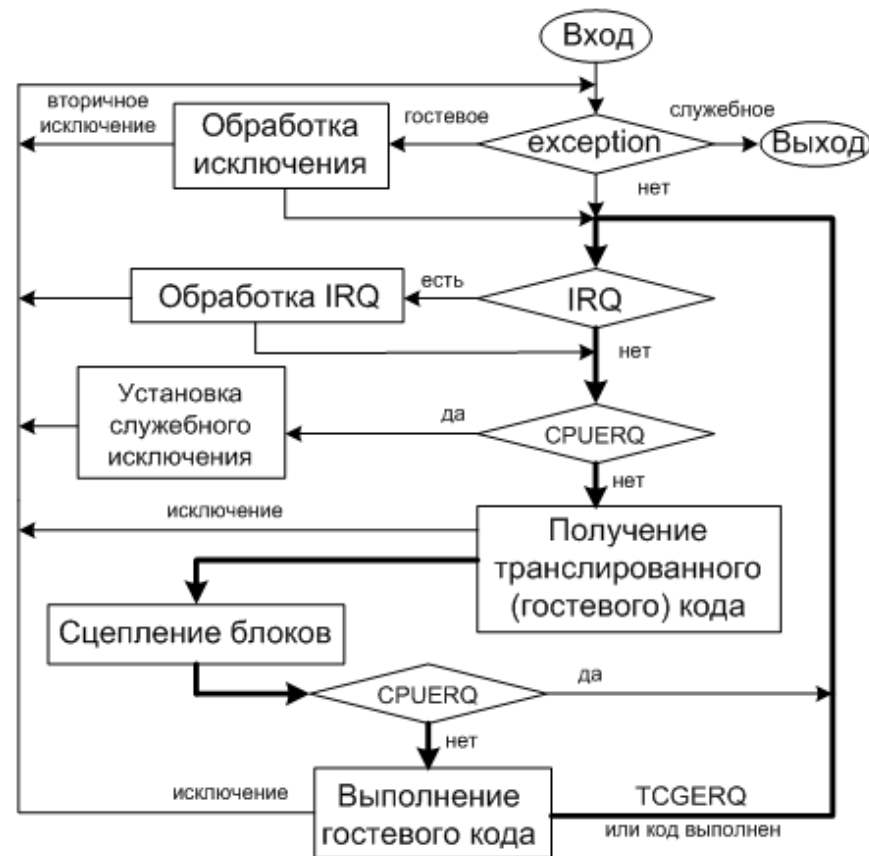 Вход
вторичное
исключение
Обработка
исключения
гостевое
exception
служебное
Выход
нет
Обработка IRQ
есть
IRQ
нет
Установка
служебного
исключения
да
CPUERQ
нет
исключение
Получение
транслированного
(гостевого) кода
Сцепление блоков
CPUERQ
да
нет
исключение
Выполнение
гостевого кода
TCGERQ
или код выполнен